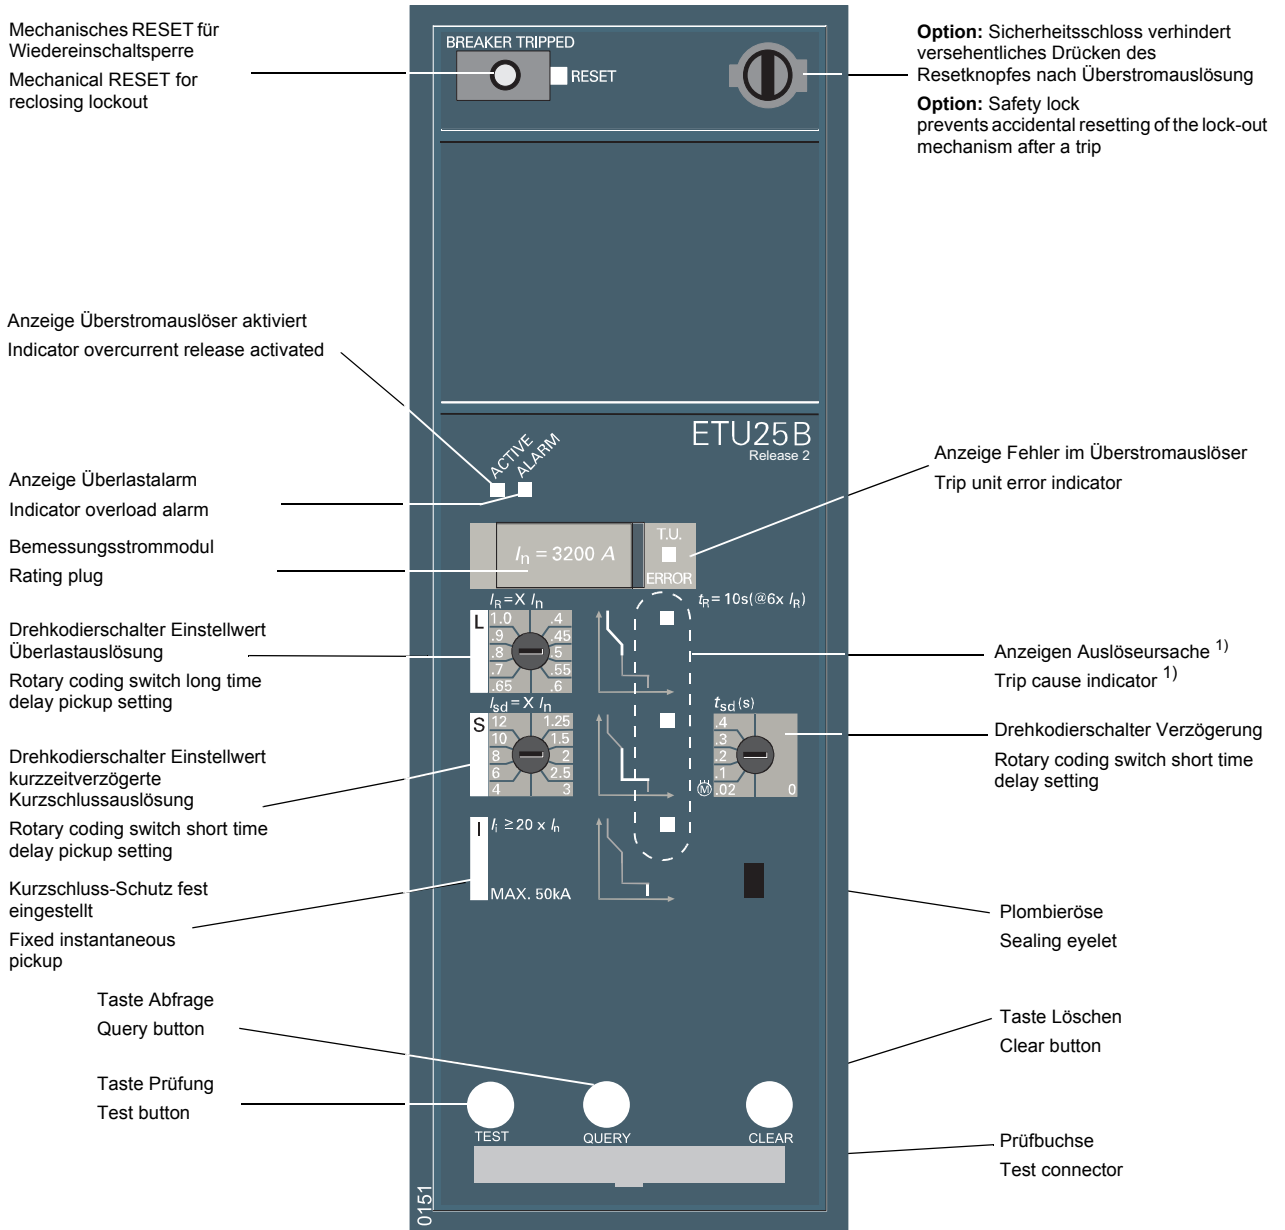 Mechanisches RESET für
Wiedereinschaltsperre
Mechanical RESET for
reclosing lockout
BREAKER TRIPPED
RESET
Option: Sicherheitsschloss verhindert
versehentliches Drücken des
Resetknopfes nach Überstromauslösung
Option: Safety lock
prevents accidental resetting of the lock-out
mechanism after a trip
Anzeige Überstromauslöser aktiviert
Indicator overcurrent release activated
ETU25B
Release 2
ACTIVE
ALARM
Anzeige Fehler im Überstromauslöser
Trip unit error indicator
Anzeige Überlastalarm
Indicator overload alarm
Bemessungsstrommodul
Rating plug
In = 3200 A
T.U.
ERROR
IR=X In
tR= 10s(@6x IR)
L
1.0 .4
.9 .45
.8 .5
.7 .55
.65 .6
Drehkodierschalter Einstellwert
Überlastauslösung
Rotary coding switch long time
delay pickup setting
Anzeigen Auslöseursache 1)
Trip cause indicator 1)
Isd=X In
tsd (s)
S
12 1.25
10 1.5
8 2
6 2.5
4 3
.4
.3
.2
.1
M .02 0
Drehkodierschalter Verzögerung
Rotary coding switch short time
delay setting
Drehkodierschalter Einstellwert
kurzzeitverzögerte
Kurzschlussauslösung
Rotary coding switch short time
delay pickup setting
I
Ii ≥20 x In
MAX. 50kA
Kurzschluss-Schutz fest
eingestellt
Fixed instantaneous
pickup
Plombieröse
Sealing eyelet
Taste Abfrage
Query button
Taste Löschen
Clear button
Taste Prüfung
Test button
TEST
QUERY
CLEAR
Prüfbuchse
Test connector
0151